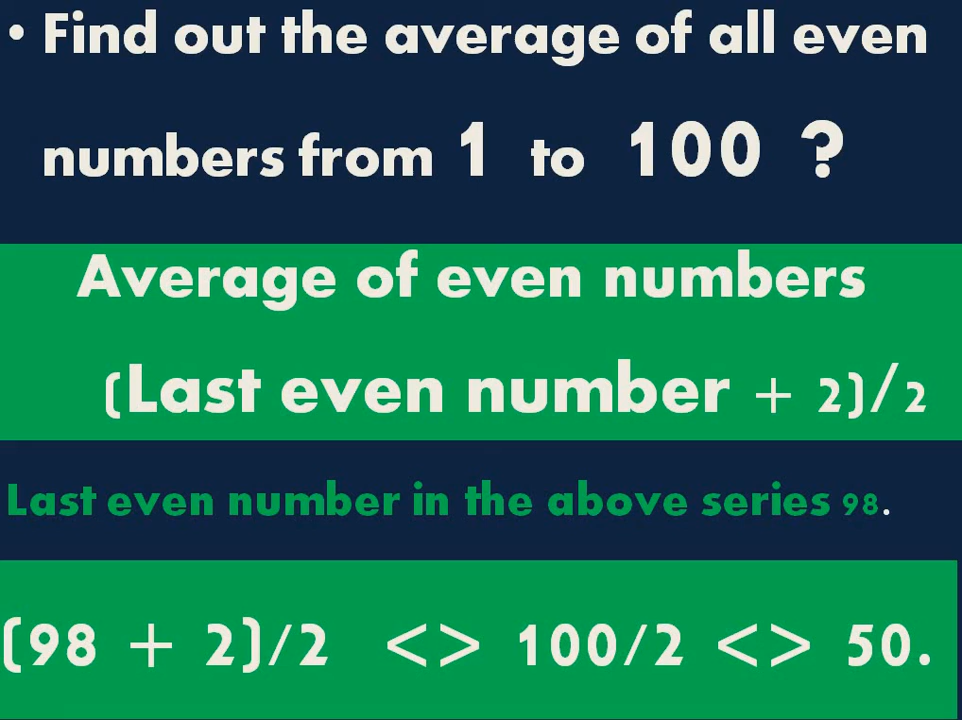 • Find out the average of all even
numbers from 1 to 100 ?
Average of even numbers
(Last even number + 2)/2
Last even number in the above series 98.
(98 + 2)/2 <> 100/2 <> 50.